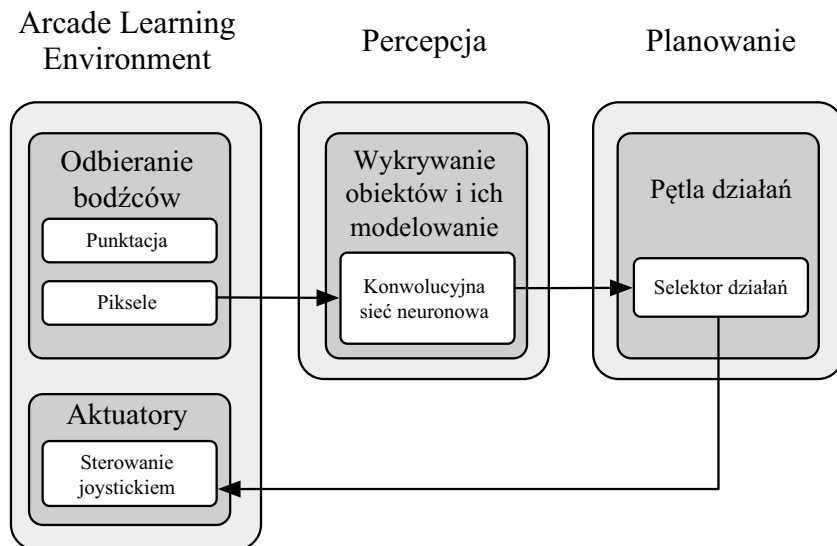 Arcade Learning
Environment
Percepcja
Planowanie
Odbieranie
bodźców
Punktacja
Piksele
Wykrywanie
obiektów i ich
modelowanie
Konwolucyjna
sieć neuronowa
Pętla działań
Selektor działań
Aktuatory
Sterowanie
joystickiem